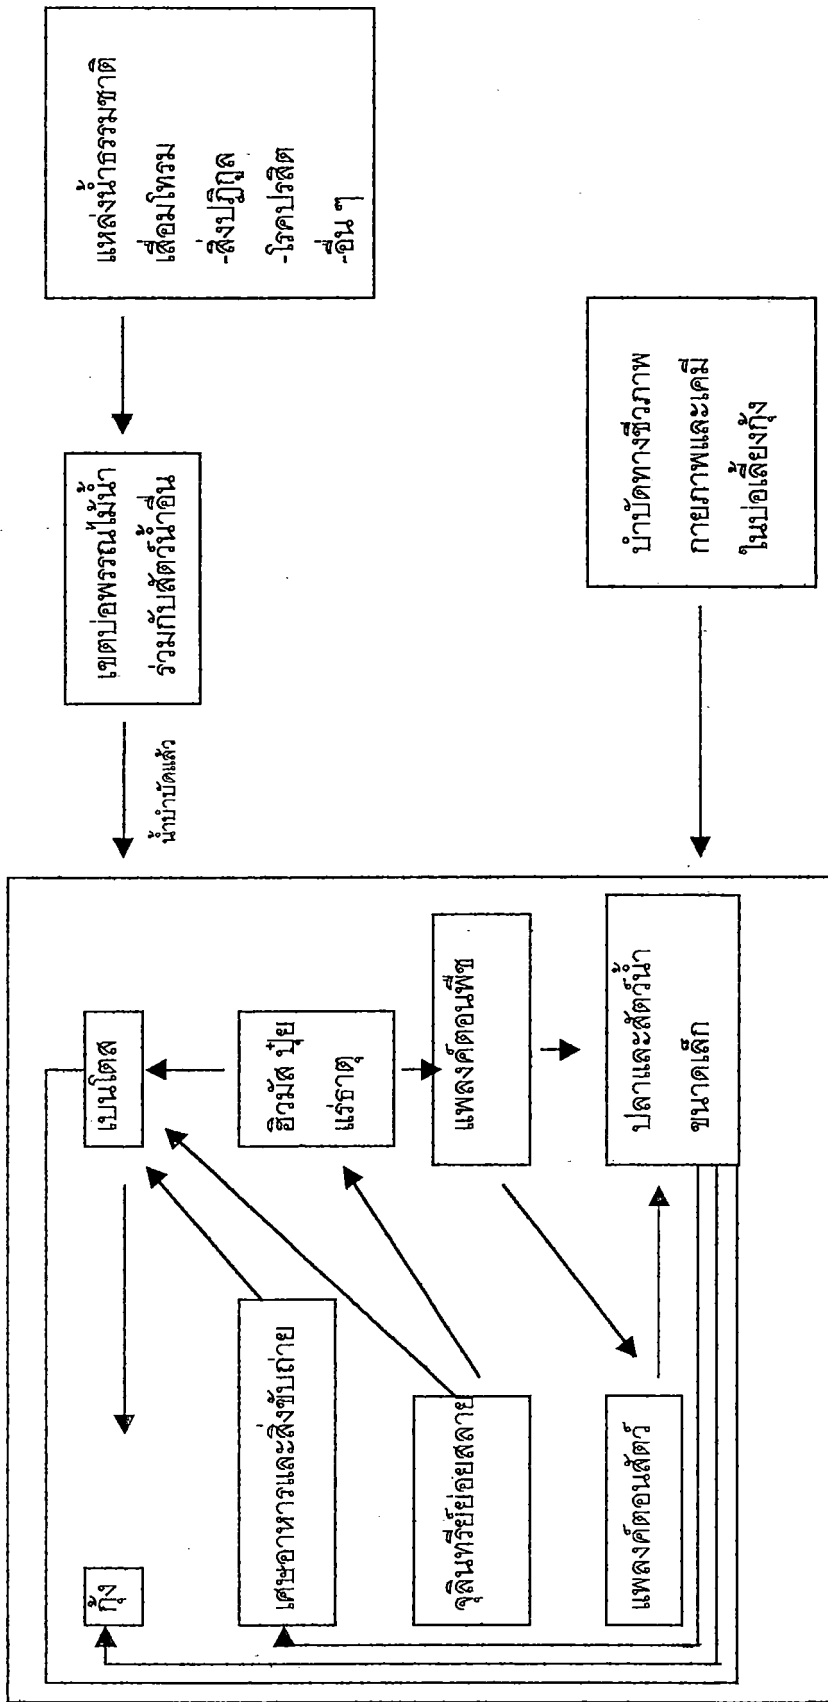 แหล่งน้ำธรรมชาติ
เสื่อมโทรม
-สิ่งปฏิกูล
-โรคปรสิต
-อื่น ๆ
เขตบ่อพรรณไม้น้ำ
ร่วมกับสัตว์น้ำอื่น
น้ำบำบัดแล้ว
บำบัดทางชีวภาพ
กายภาพและเคมี
ในบ่อเลี้ยงกุ้ง
เบนโตส
ฮิวมัส ปุ๋ย
แร่ธาตุ
แพลงค์ตอนพืช
ปลาและสัตว์น้ำ
ขนาดเล็ก
กุ้ง
เศษอาหารและสิ่งขับถ่าย
จุลินทรีย์ย่อยสลาย
แพลงค์ตอนสัตว์